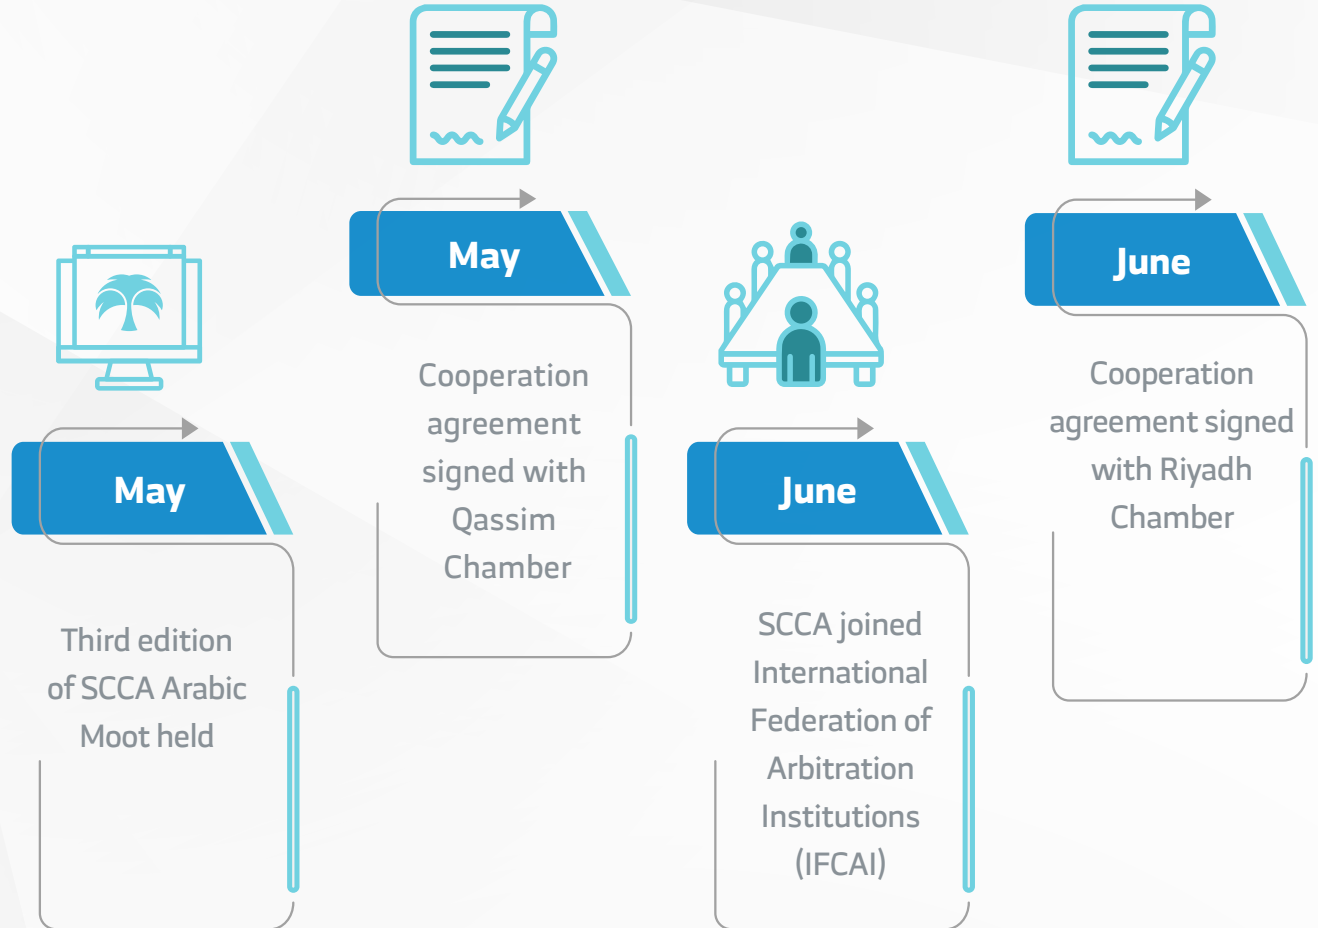 May
Third edition
of SCCA Arabic
Moot held
May
Cooperation
agreement
signed with
Qassim
Chamber
June
SCCA joined
International
Federation of
Arbitration
Institutions
(IFCAI)
June
Cooperation
agreement signed
with Riyadh
Chamber